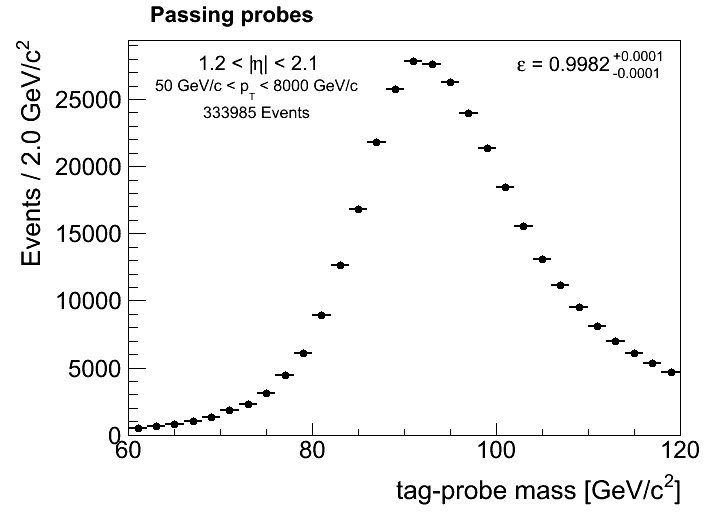 Passing probes
1.2 < |η| < 2.1
50 GeV/c < p_T < 8000 GeV/c
333985 Events
ε = 0.9982 +0.0001 -0.0001
Events / 2.0 GeV/c²
25000
20000
15000
10000
5000
0
60 80 100 120
tag-probe mass [GeV/c²]